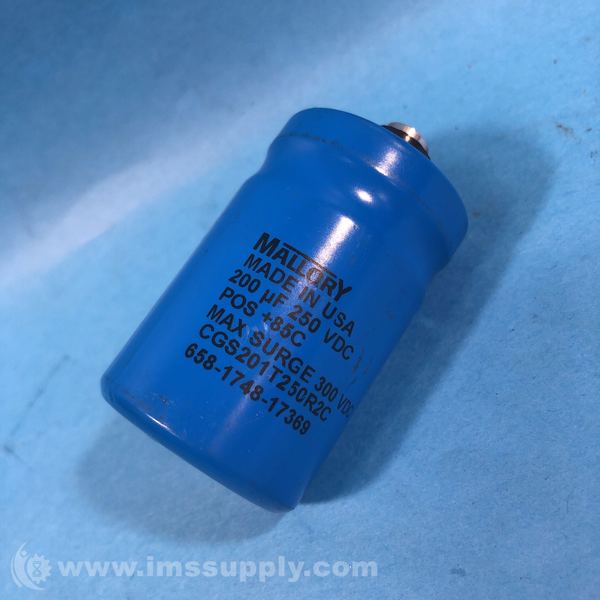 MALLORY
MADE IN USA
200 µF 250 VDC
POS +85C
MAX SURGE 300 VDC
CGS201T250R2C
658-1748-17369
www.imssupply.com